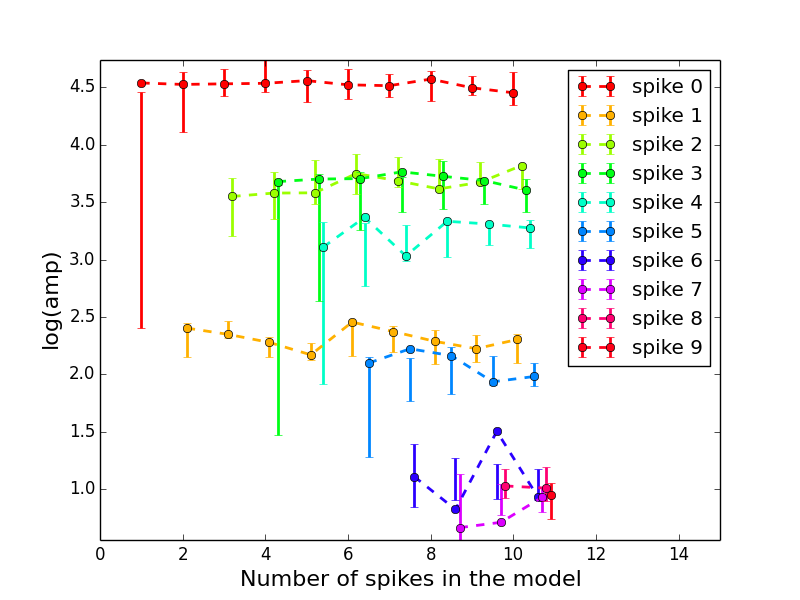 4.5
4.0
3.5
3.0
2.5
2.0
1.5
1.0
log(amp)
0 2 4 6 8 10 12 14
Number of spikes in the model
spike 0
spike 1
spike 2
spike 3
spike 4
spike 5
spike 6
spike 7
spike 8
spike 9